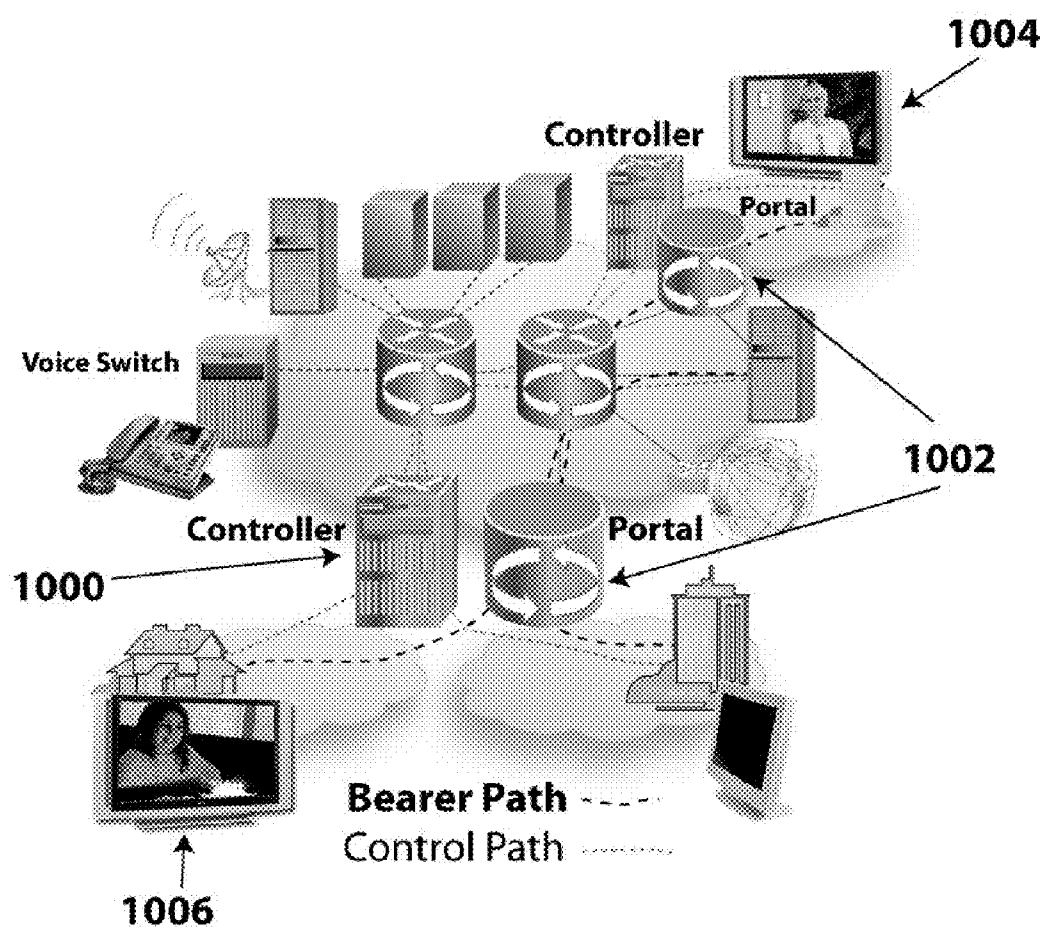 1004
Controller
Portal
Voice Switch
1002
Controller
Portal
1000
Bearer Path
Control Path
1006